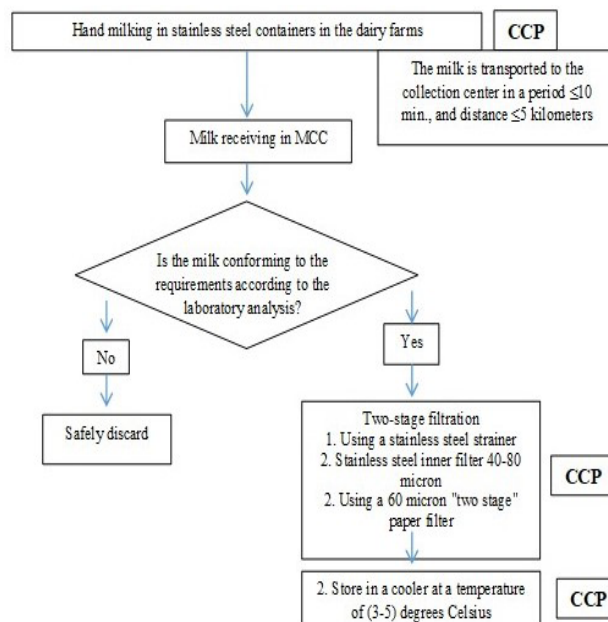 Hand milking in stainless steel containers in the dairy farms
CCP
The milk is transported to the
collection center in a period ≤10
min., and distance ≤5 kilometers
Milk receiving in MCC
Is the milk conforming to the
requirements according to the
laboratory analysis?
No
Yes
Safely discard
Two-stage filtration
1. Using a stainless steel strainer
2. Stainless steel inner filter 40-80
micron
2. Using a 60 micron "two stage"
paper filter
CCP
2. Store in a cooler at a temperature
of (3-5) degrees Celsius
CCP